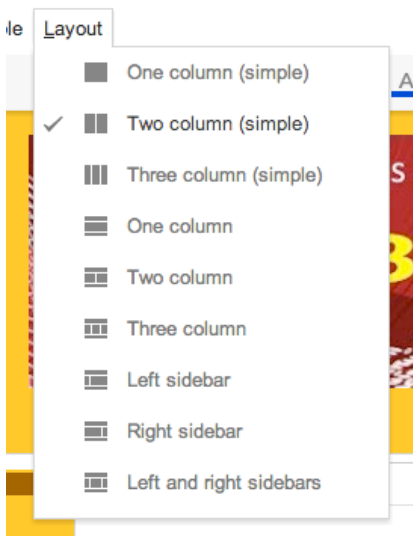 le Layout
One column (simple)
A
Two column (simple)
Three column (simple)
S
One column
B
Two column
Three column
Left sidebar
Right sidebar
Left and right sidebars